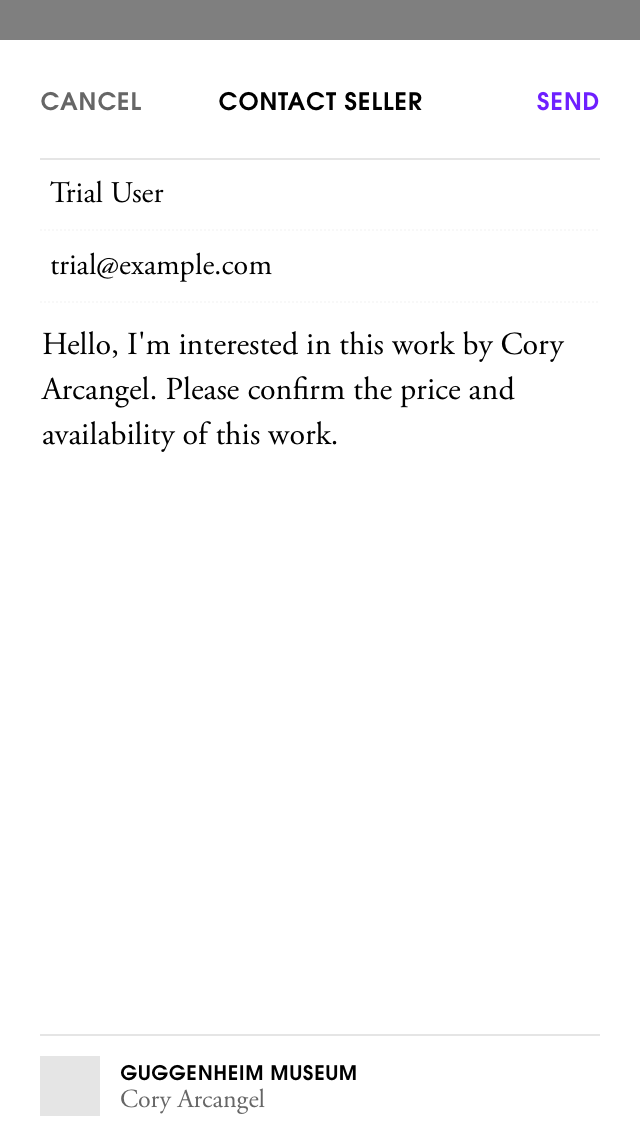 CANCEL CONTACT SELLER SEND
Trial User
trial@example.com
Hello, I'm interested in this work by Cory
Arcangel. Please confirm the price and
availability of this work.
GUGGENHEIM MUSEUM
Cory Arcangel